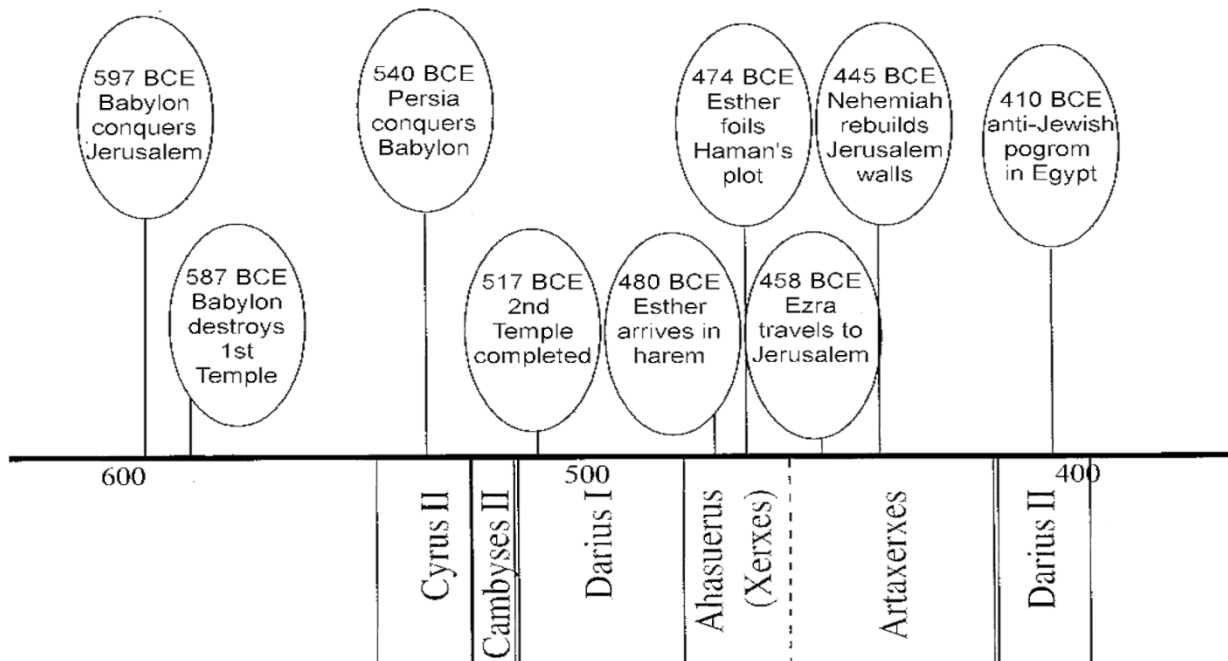 597 BCE
Babylon
conquers
Jerusalem
540 BCE
Persia
conquers
Babylon
474 BCE
Esther
foils
Haman's
plot
445 BCE
Nehemiah
rebuilds
Jerusalem
walls
410 BCE
anti-Jewish
pogrom
in Egypt
587 BCE
Babylon
destroys
1st
Temple
517 BCE
2nd
Temple
completed
480 BCE
Esther
arrives in
harem
458 BCE
Ezra
travels to
Jerusalem
600
500
400
Cyrus II
Cambyses II
Darius I
Ahasuerus
(Xerxes)
Artaxerxes
Darius II